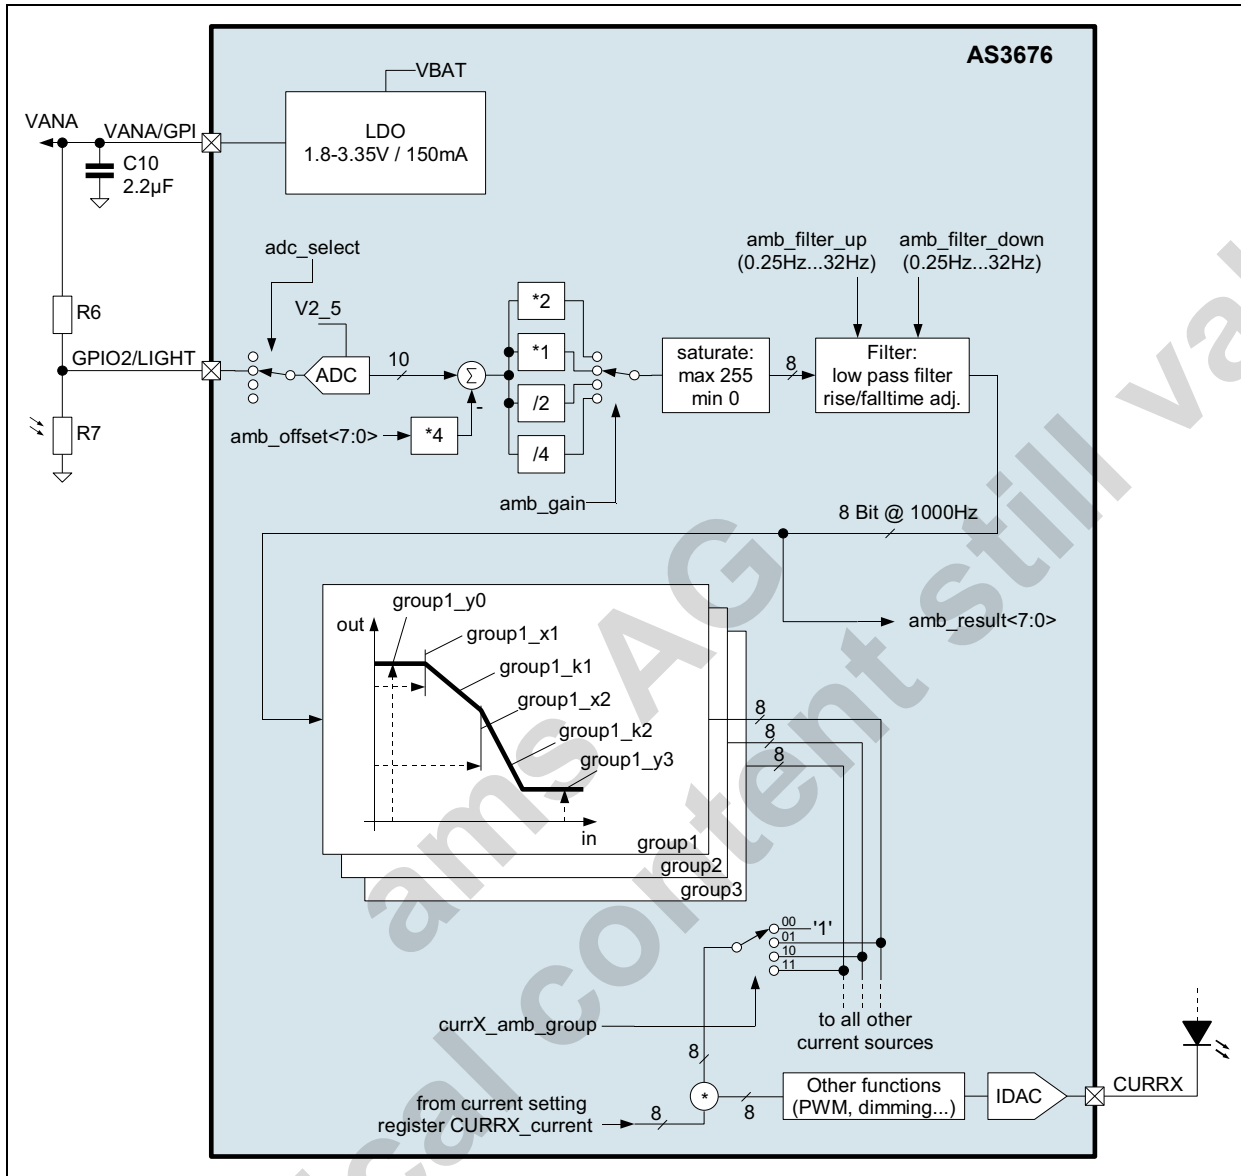 AS3676
VBAT
LDO
1.8-3.35V / 150mA
VANA
VANA/GPI
C10
2.2µF
adc_select
amb_filter_up
(0.25Hz...32Hz)
amb_filter_down
(0.25Hz...32Hz)
R6
V2_5
*2
GPIO2/LIGHT
ADC
10
Σ
-
*1
saturate:
max 255
min 0
8
Filter:
low pass filter
rise/falltime adj.
/2
R7
amb_offset<7:0>
*4
/4
amb_gain
8 Bit @ 1000Hz
amb_result<7:0>
out
group1_y0
group1_x1
group1_k1
group1_x2
group1_k2
group1_y3
in
group1
group2
group3
8
8
8
00
'1'
01
10
11
currX_amb_group
to all other
current sources
8
from current setting
register CURRX_current
8
*
8
Other functions
(PWM, dimming...)
IDAC
CURRX
ams AG
ical content still val